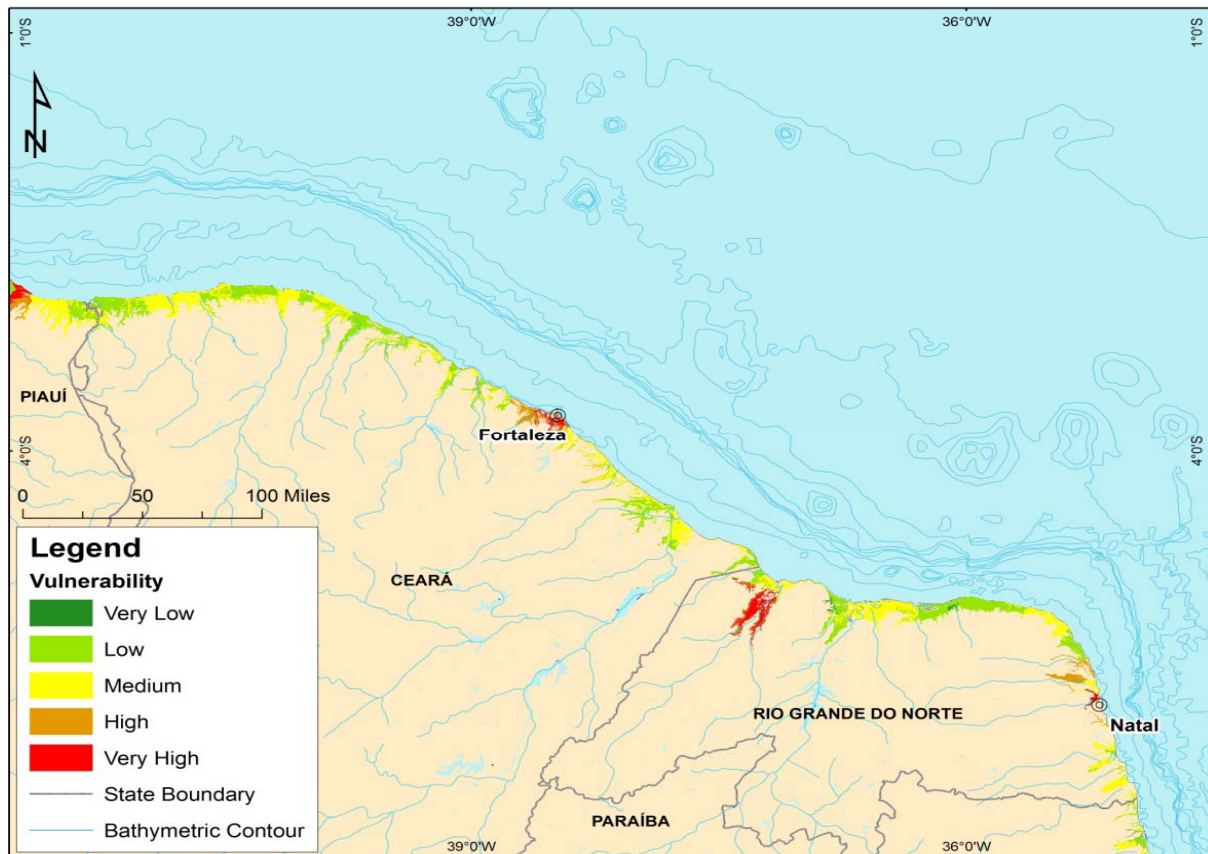 39°0'W
36°0'W
1°0'S
1°0'S
N
PIAUÍ
Fortaleza
4°0'S
4°0'S
0 50 100 Miles
Legend
Vulnerability
Very Low
Low
Medium
High
Very High
State Boundary
Bathymetric Contour
CEARÁ
RIO GRANDE DO NORTE
Natal
PARAÍBA
39°0'W
36°0'W